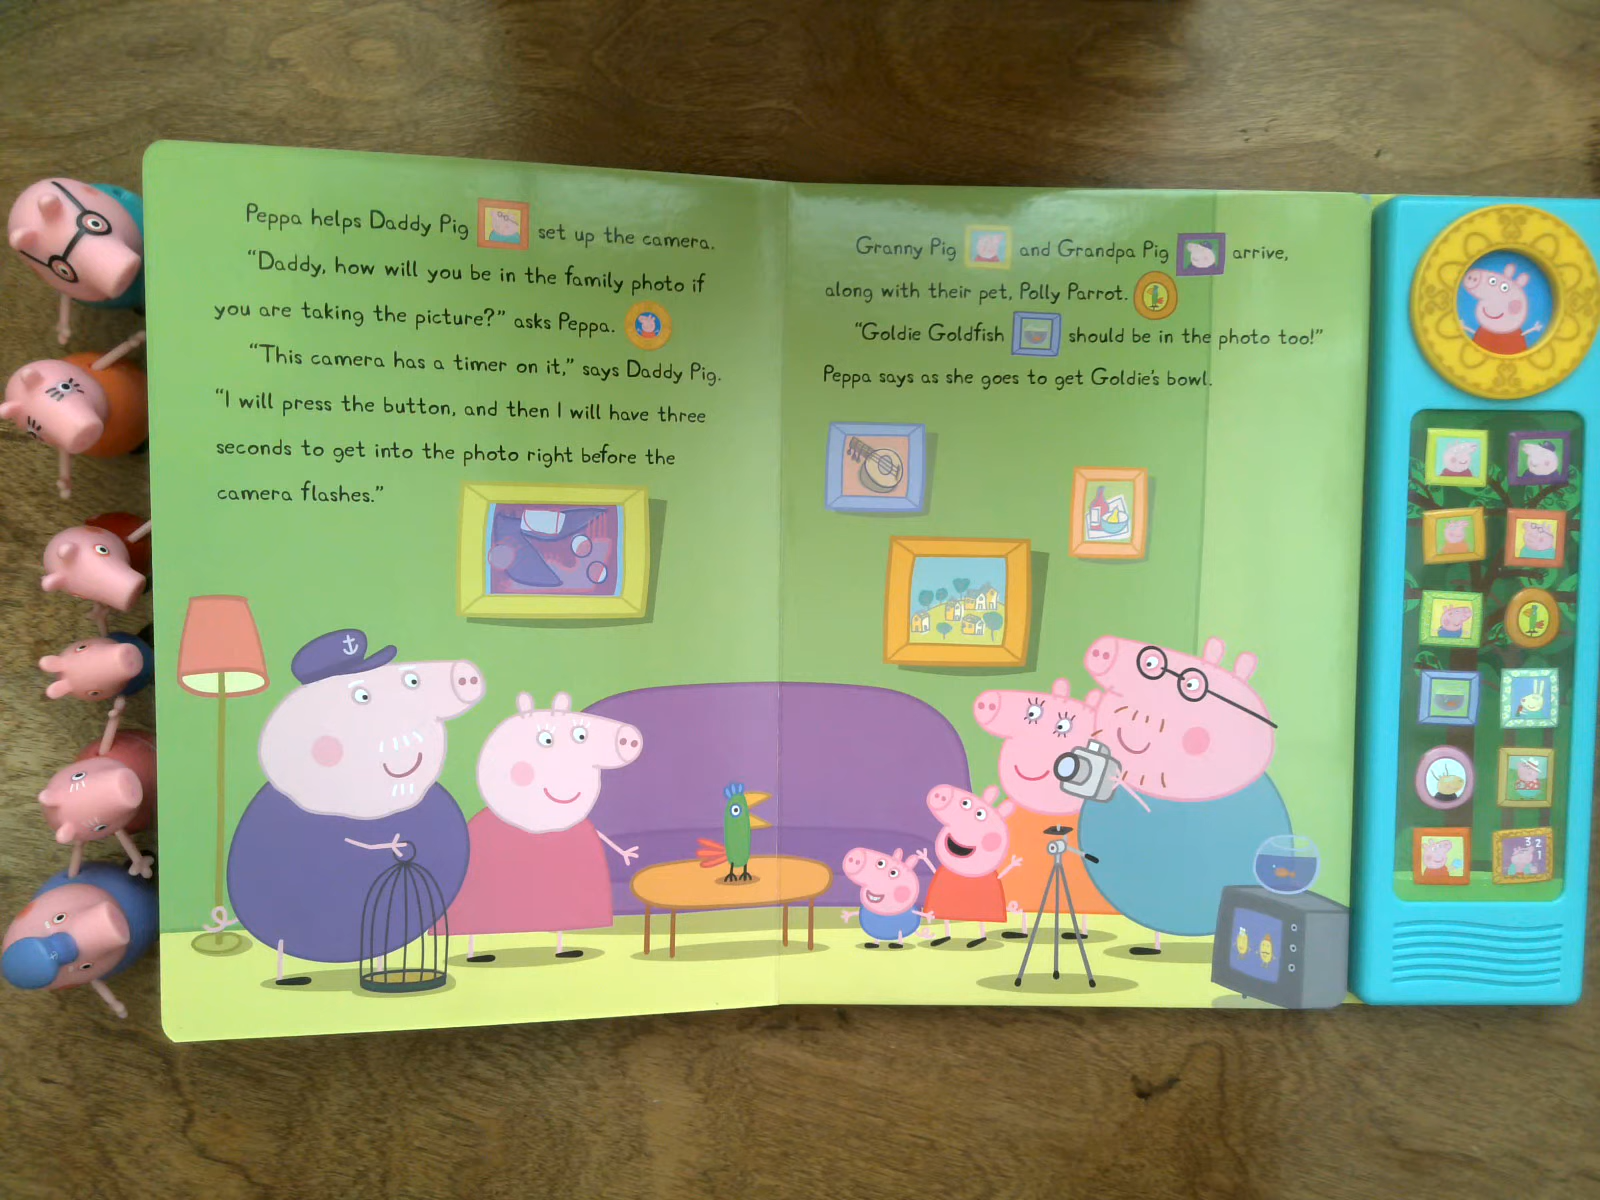 Peppa helps Daddy Pig set up the camera.
“Daddy, how will you be in the family photo if
you are taking the picture?” asks Peppa.
“This camera has a timer on it,” says Daddy Pig.
“I will press the button, and then I will have three
seconds to get into the photo right before the
camera flashes.”
Granny Pig and Grandpa Pig arrive,
along with their pet, Polly Parrot.
“Goldie Goldfish should be in the photo too!”
Peppa says as she goes to get Goldie's bowl.
3 2
1